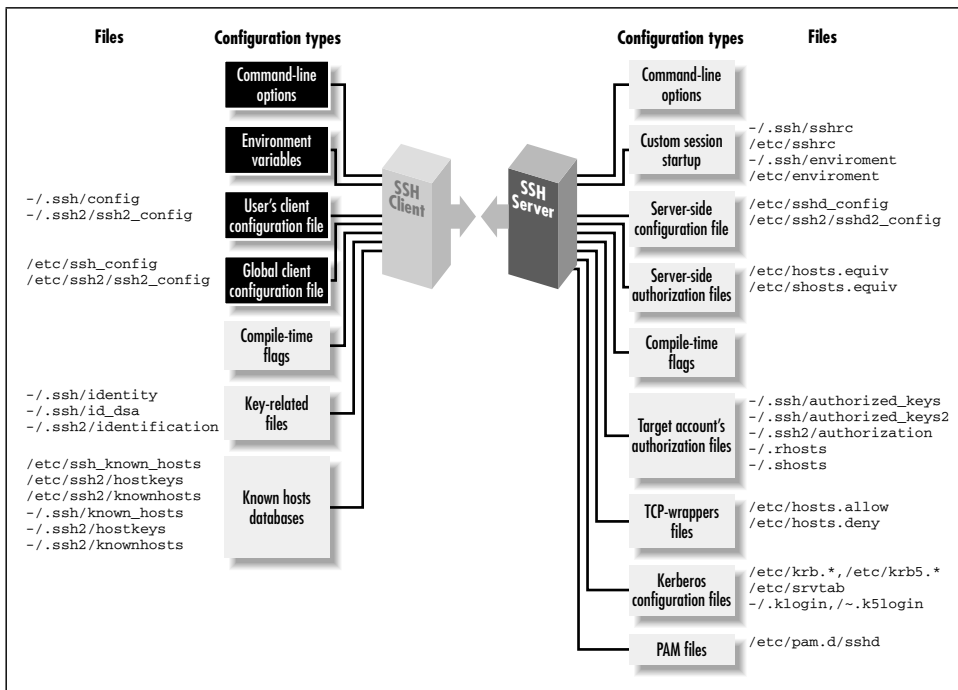 Files
Configuration types
Command-line
options
Environment
variables
-/.ssh/config
-/.ssh2/ssh2_config
User's client
configuration file
/etc/ssh_config
/etc/ssh2/ssh2_config
Global client
configuration file
Compile-time
flags
-/.ssh/identity
-/.ssh/id_dsa
-/.ssh2/identification
Key-related
files
/etc/ssh_known_hosts
/etc/ssh2/hostkeys
/etc/ssh2/knownhosts
-/.ssh/known_hosts
-/.ssh2/hostkeys
-/.ssh2/knownhosts
Known hosts
databases
SSH
Client
SSH
Server
Configuration types
Files
Command-line
options
Custom session
startup
-/.ssh/sshrc
/etc/sshrc
-/.ssh/enviroment
/etc/enviroment
Server-side
configuration file
/etc/sshd_config
/etc/ssh2/sshd2_config
Server-side
authorization files
/etc/hosts.equiv
/etc/shosts.equiv
Compile-time
flags
Target account's
authorization files
-/.ssh/authorized_keys
-/.ssh/authorized_keys2
-/.ssh2/authorization
-/.rhosts
-/.shosts
TCP-wrappers
files
/etc/hosts.allow
/etc/hosts.deny
Kerberos
configuration files
/etc/krb.*,/etc/krb5.*
/etc/srvtab
-/.klogin,/~.k5login
PAM files
/etc/pam.d/sshd